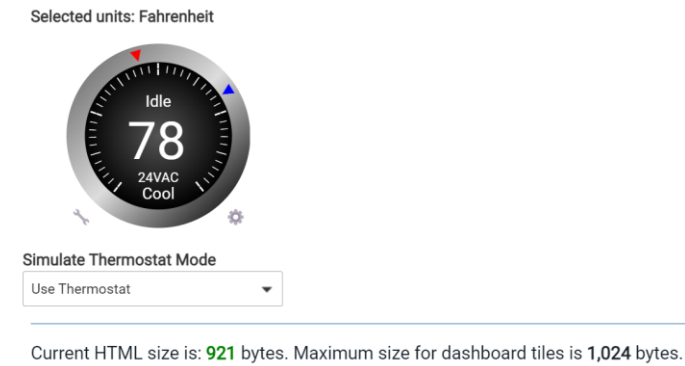 Selected units: Fahrenheit
Idle
78
24VAC
Cool
Simulate Thermostat Mode
Use Thermostat
Current HTML size is: 921 bytes. Maximum size for dashboard tiles is 1,024 bytes.